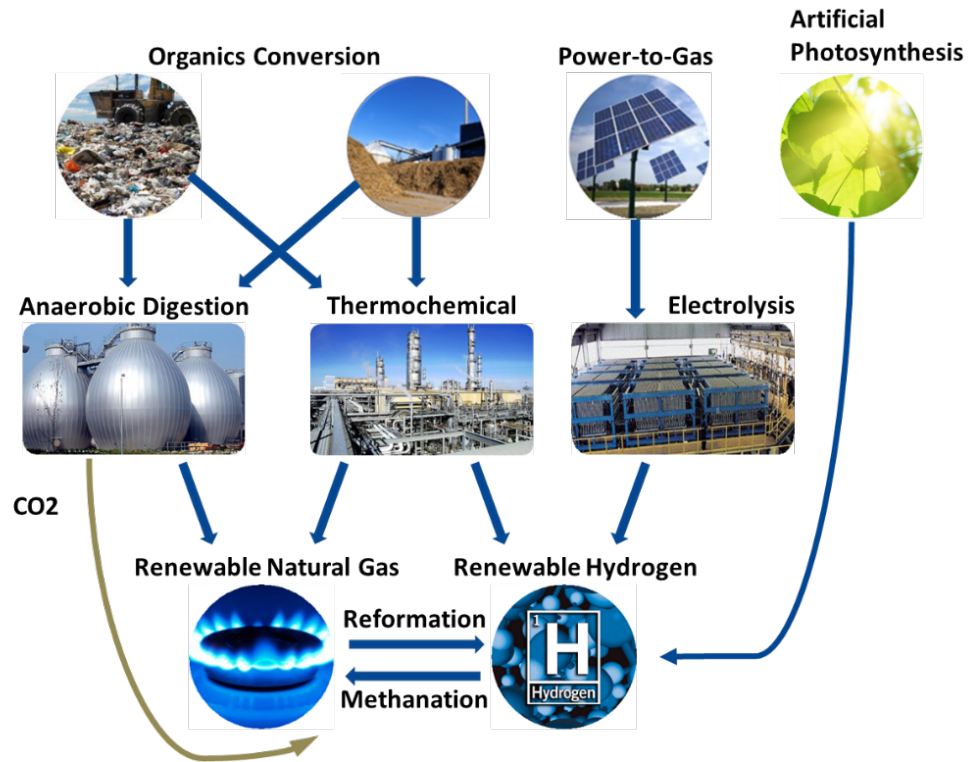 Artificial
Photosynthesis
Organics Conversion
Power-to-Gas
Anaerobic Digestion
Thermochemical
Electrolysis
CO2
Renewable Natural Gas
Renewable Hydrogen
Reformation
Methanation
1
H
Hydrogen